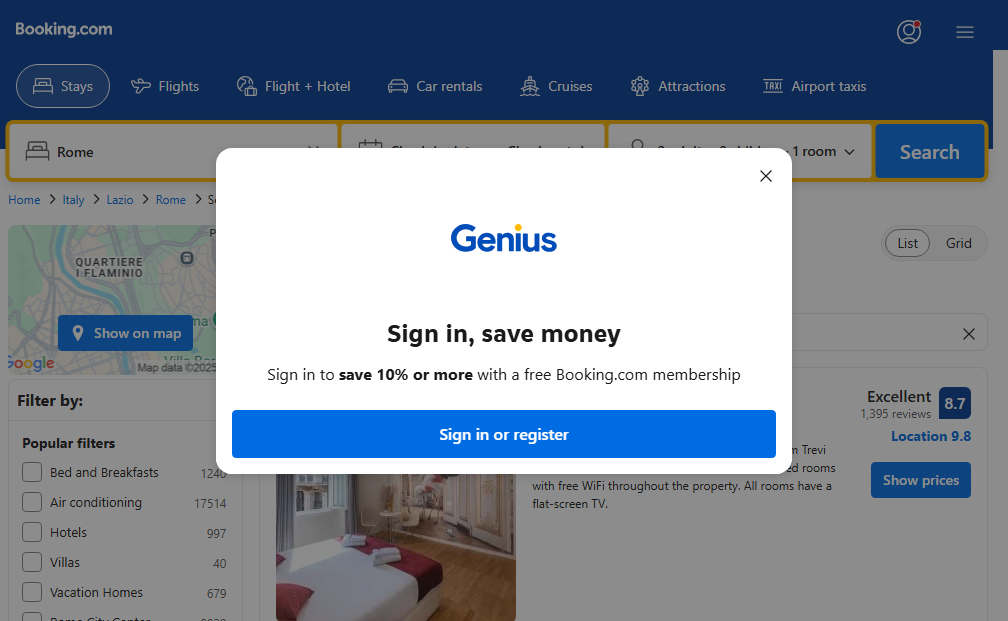 Booking.com
Stays
Flights
Flight + Hotel
Car rentals
Cruises
Attractions
Airport taxis
Rome
1 room
Search
Home
Italy
Lazio
Rome
QUARTIERE
I FLAMINIO
Show on map
Google
Map data ©2025
List
Grid
Genius
Sign in, save money
Sign in to save 10% or more with a free Booking.com membership
Sign in or register
Filter by:
Popular filters
Bed and Breakfasts 1240
Air conditioning 17514
Hotels 997
Villas 40
Vacation Homes 679
Excellent 8.7
1,395 reviews
Location 9.8
Show prices
Trevi
rooms
with free WiFi throughout the property. All rooms have a
flat-screen TV.